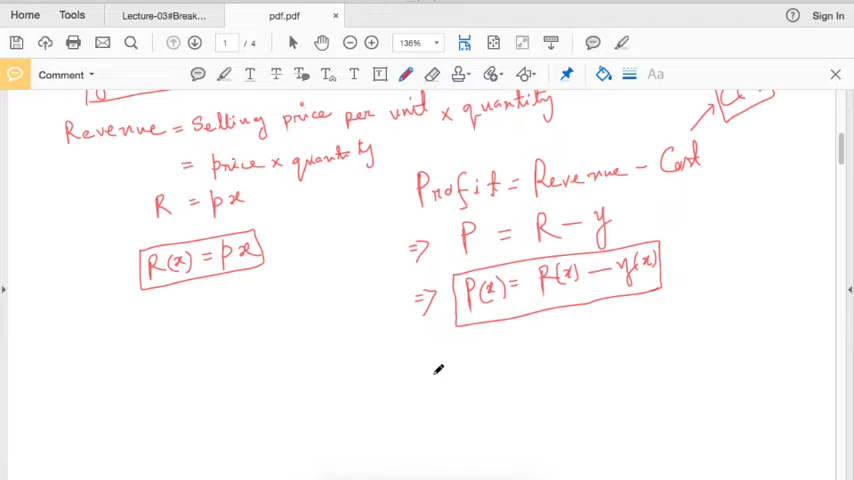 Home Tools Lecture-03#Break... pdf.pdf × ? Sign In
1 / 4 136%
Comment Aa
Revenue = Selling price per unit × quantity
= price × quantity
R = px
R(x) = px
Profit = Revenue - Cost
⇒ P = R - y
⇒ P(x) = R(x) - y(x)